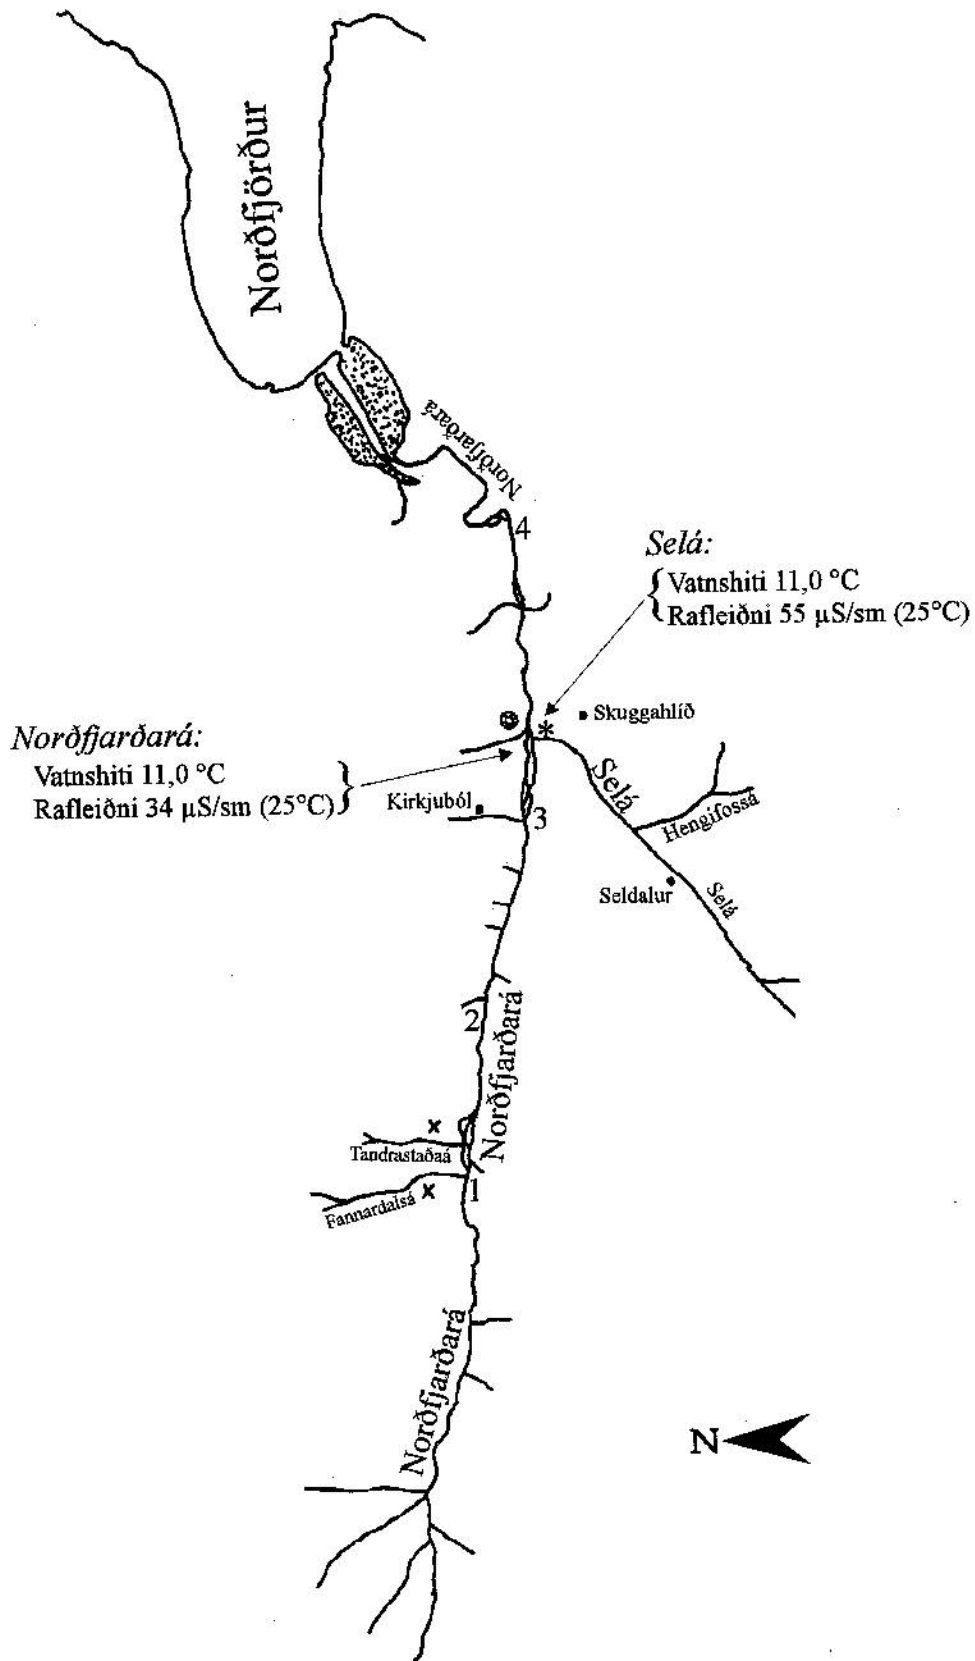 Norðfjörður
Norðfjarðará
4
Selá:
Vatnshiti 11,0 °C
Rafleiðni 55 µS/sm (25°C)
Skuggahlíð
Norðfjarðará:
Vatnshiti 11,0 °C
Rafleiðni 34 µS/sm (25°C)
Kirkjuból
3
Selá
Hengifossá
Seldalur
Selá
2
Norðfjarðará
x
Tandrastaðaá
1
Fannardalsá
x
Norðfjarðará
N